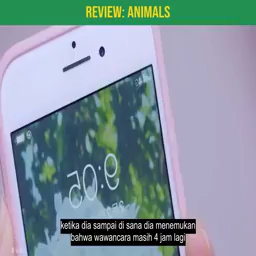 REVIEW: ANIMALS
9:05
ketika dia sampai di sana dia menemukan
bahwa wawancara masih 4 jam lagi